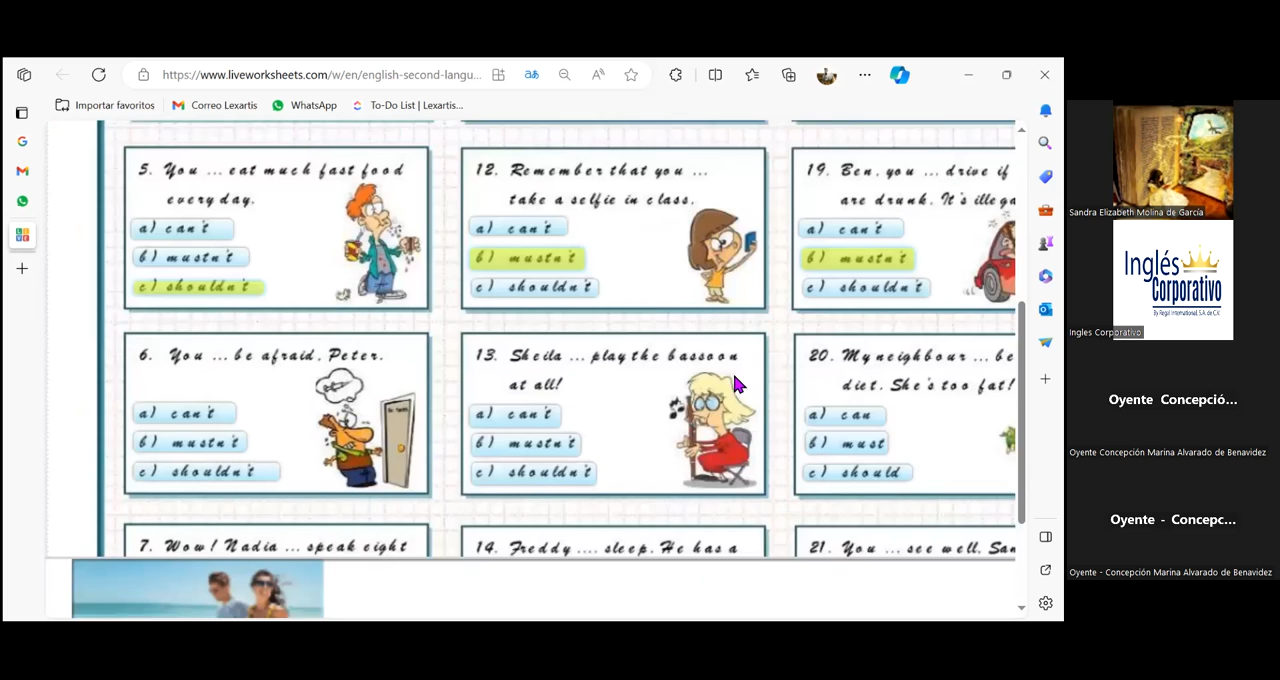 https://www.liveworksheets.com/w/en/english-second-langu...
Importar favoritos
Correo Lexartis
WhatsApp
To-Do List | Lexartis...
5. You ... eat much fast food
every day.
a) can't
b) mustn't
c) shouldn't
12. Remember that you ...
take a selfie in class.
a) can't
b) mustn't
c) shouldn't
19. Ben, you ... drive if
are drunk. It's illega
a) can't
b) mustn't
c) shouldn't
6. You ... be afraid, Peter.
a) can't
b) mustn't
c) shouldn't
13. Sheila ... play the bassoon
at all!
a) can't
b) mustn't
c) shouldn't
20. My neighbour ... be
diet. She's too fat!
a) can
b) must
c) should
7. Wow! Nadia ... speak eight
14. Freddy .... sleep. He has a
21. You ... see well, Sam
Sandra Elizabeth Molina de García
Inglés
Corporativo
By Regal International, S.A. de C.V.
Ingles Corporativo
Oyente Concepció...
Oyente Concepción Marina Alvarado de Benavidez
Oyente - Concepc...
Oyente - Concepción Marina Alvarado de Benavidez